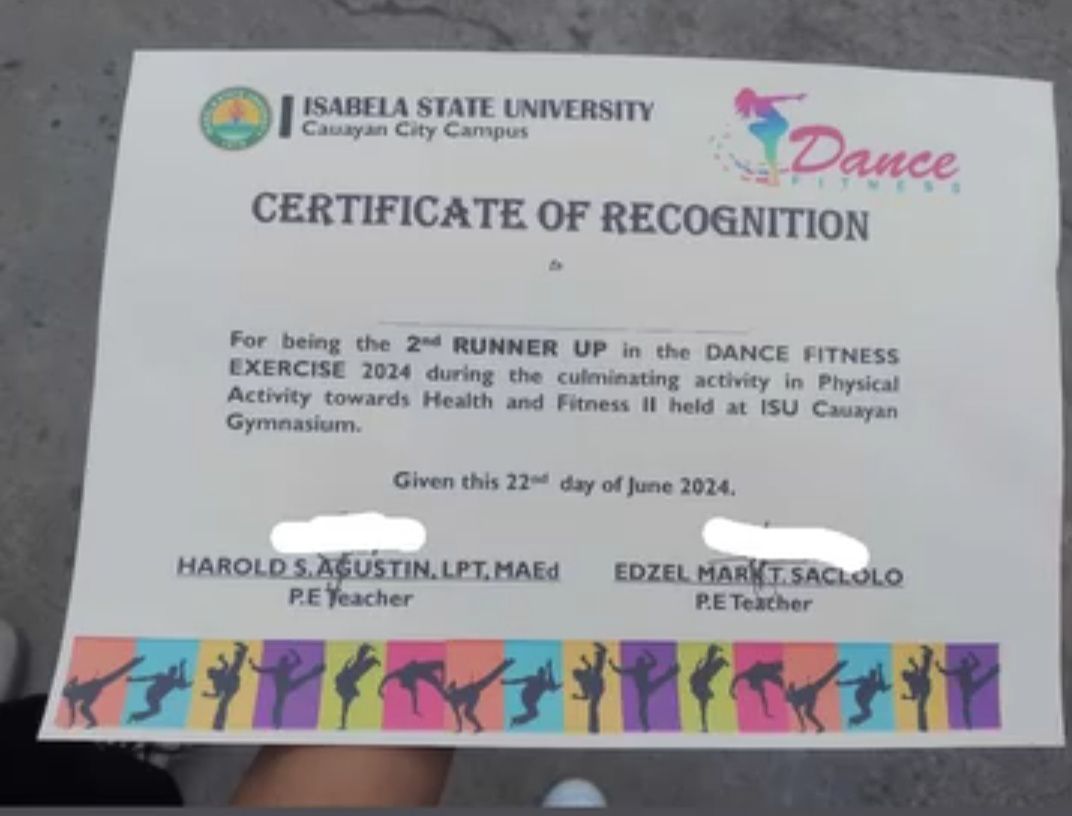 ISABELA STATE UNIVERSITY
Cauayan City Campus
Dance
FITNESS
CERTIFICATE OF RECOGNITION
to
For being the 2nd RUNNER UP in the DANCE FITNESS
EXERCISE 2024 during the culminating activity in Physical
Activity towards Health and Fitness II held at ISU Cauayan
Gymnasium.
Given this 22nd day of June 2024.
HAROLD S. AGUSTIN, LPT, MAEd
P.E Teacher
EDZEL MARK T. SACLOLO
P.E Teacher